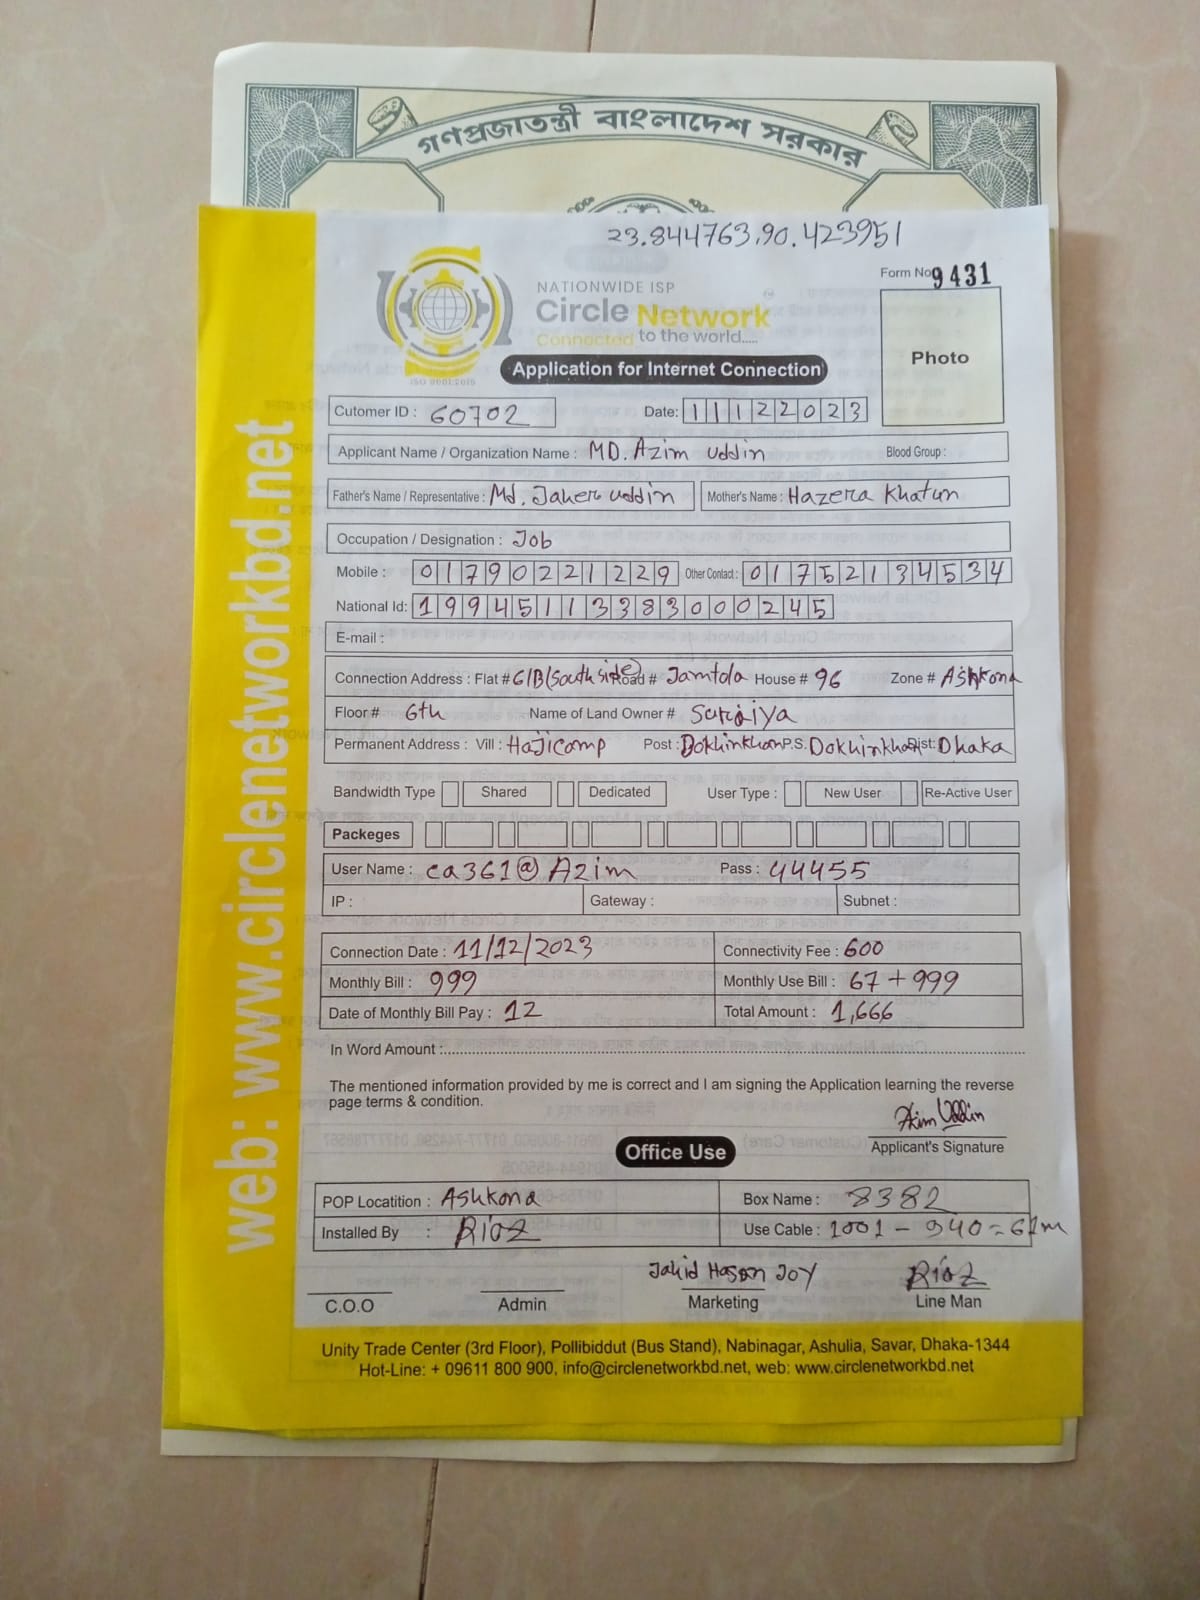 গণপ্রজাতন্ত্রী বাংলাদেশ সরকার
23.844763,90.423951
NATIONWIDE ISP
Circle Network
Connected to the world.....
ISO 9001:2015
Form No 9431
Photo
Application for Internet Connection
Cutomer ID : 60702 Date: 11122023
Applicant Name / Organization Name : MD. Azim uddin Blood Group :
Father's Name / Representative : Md. Jaher uddin Mother's Name : Hazera Khatun
Occupation / Designation : Job
Mobile : 01790221229 Other Contact : 01752134534
National Id: 19945113383000245
E-mail :
Connection Address : Flat # 6/B (South side) Road # Jamtola House # 96 Zone # Ashkona
Floor # 6th Name of Land Owner # Suraiya
Permanent Address : Vill : Hajicamp Post : Dokhinkhan P.S. Dokhinkhan Dist: Dhaka
Bandwidth Type Shared Dedicated User Type : New User Re-Active User
Packeges
User Name : ca361@Azim Pass : 44455
IP : Gateway : Subnet :
Connection Date : 11/12/2023 Connectivity Fee : 600
Monthly Bill : 999 Monthly Use Bill : 67 + 999
Date of Monthly Bill Pay : 12 Total Amount : 1,666
In Word Amount :
The mentioned information provided by me is correct and I am signing the Application learning the reverse
page terms & condition.
Azim Uddin
Applicant's Signature
Office Use
POP Locatition : Ashkona Box Name : 8382
Installed By : Riaz Use Cable : 1001 - 940 = 61m
Jahid Hasan Joy Riaz
C.O.O Admin Marketing Line Man
Unity Trade Center (3rd Floor), Pollibiddut (Bus Stand), Nabinagar, Ashulia, Savar, Dhaka-1344
Hot-Line: + 09611 800 900, info@circlenetworkbd.net, web: www.circlenetworkbd.net
web: www.circlenetworkbd.net